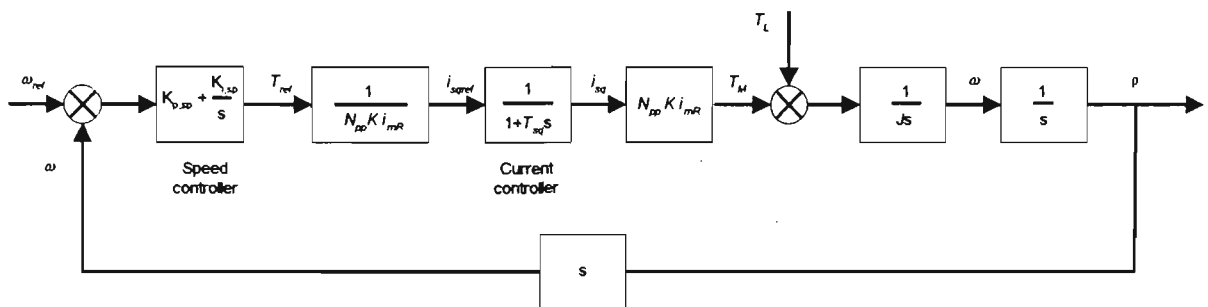 T_L
ω_ref
K_p,sp + K_i,sp / s
T_ref
1 / N_pp K i_mR
i_sqref
1 / 1+T_sq s
i_sq
N_pp K i_mR
T_M
1 / Js
ω
1 / s
ρ
ω
Speed controller
Current controller
s